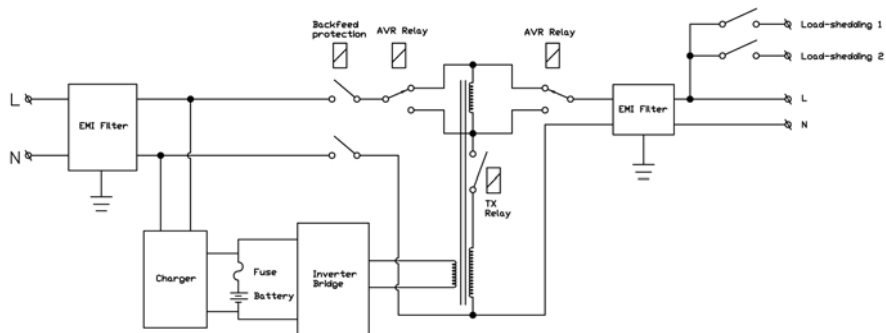 Backfeed
protection
AVR Relay
AVR Relay
Load-shedding 1
Load-shedding 2
L
EMI Filter
EMI Filter
L
N
N
TX
Relay
Charger
Fuse
Battery
Inverter
Bridge